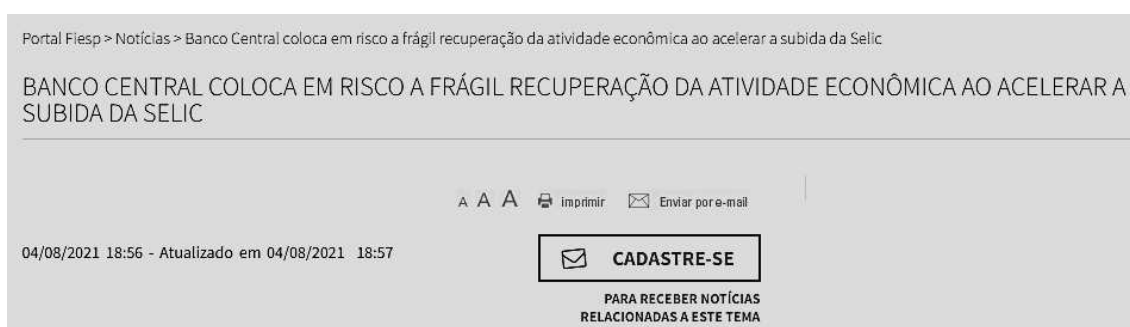 Portal Fiesp > Notícias > Banco Central coloca em risco a frágil recuperação da atividade econômica ao acelerar a subida da Selic
BANCO CENTRAL COLOCA EM RISCO A FRÁGIL RECUPERAÇÃO DA ATIVIDADE ECONÔMICA AO ACELERAR A
SUBIDA DA SELIC
A A A imprimir Enviar por e-mail
04/08/2021 18:56 - Atualizado em 04/08/2021 18:57
CADASTRE-SE
PARA RECEBER NOTÍCIAS
RELACIONADAS A ESTE TEMA